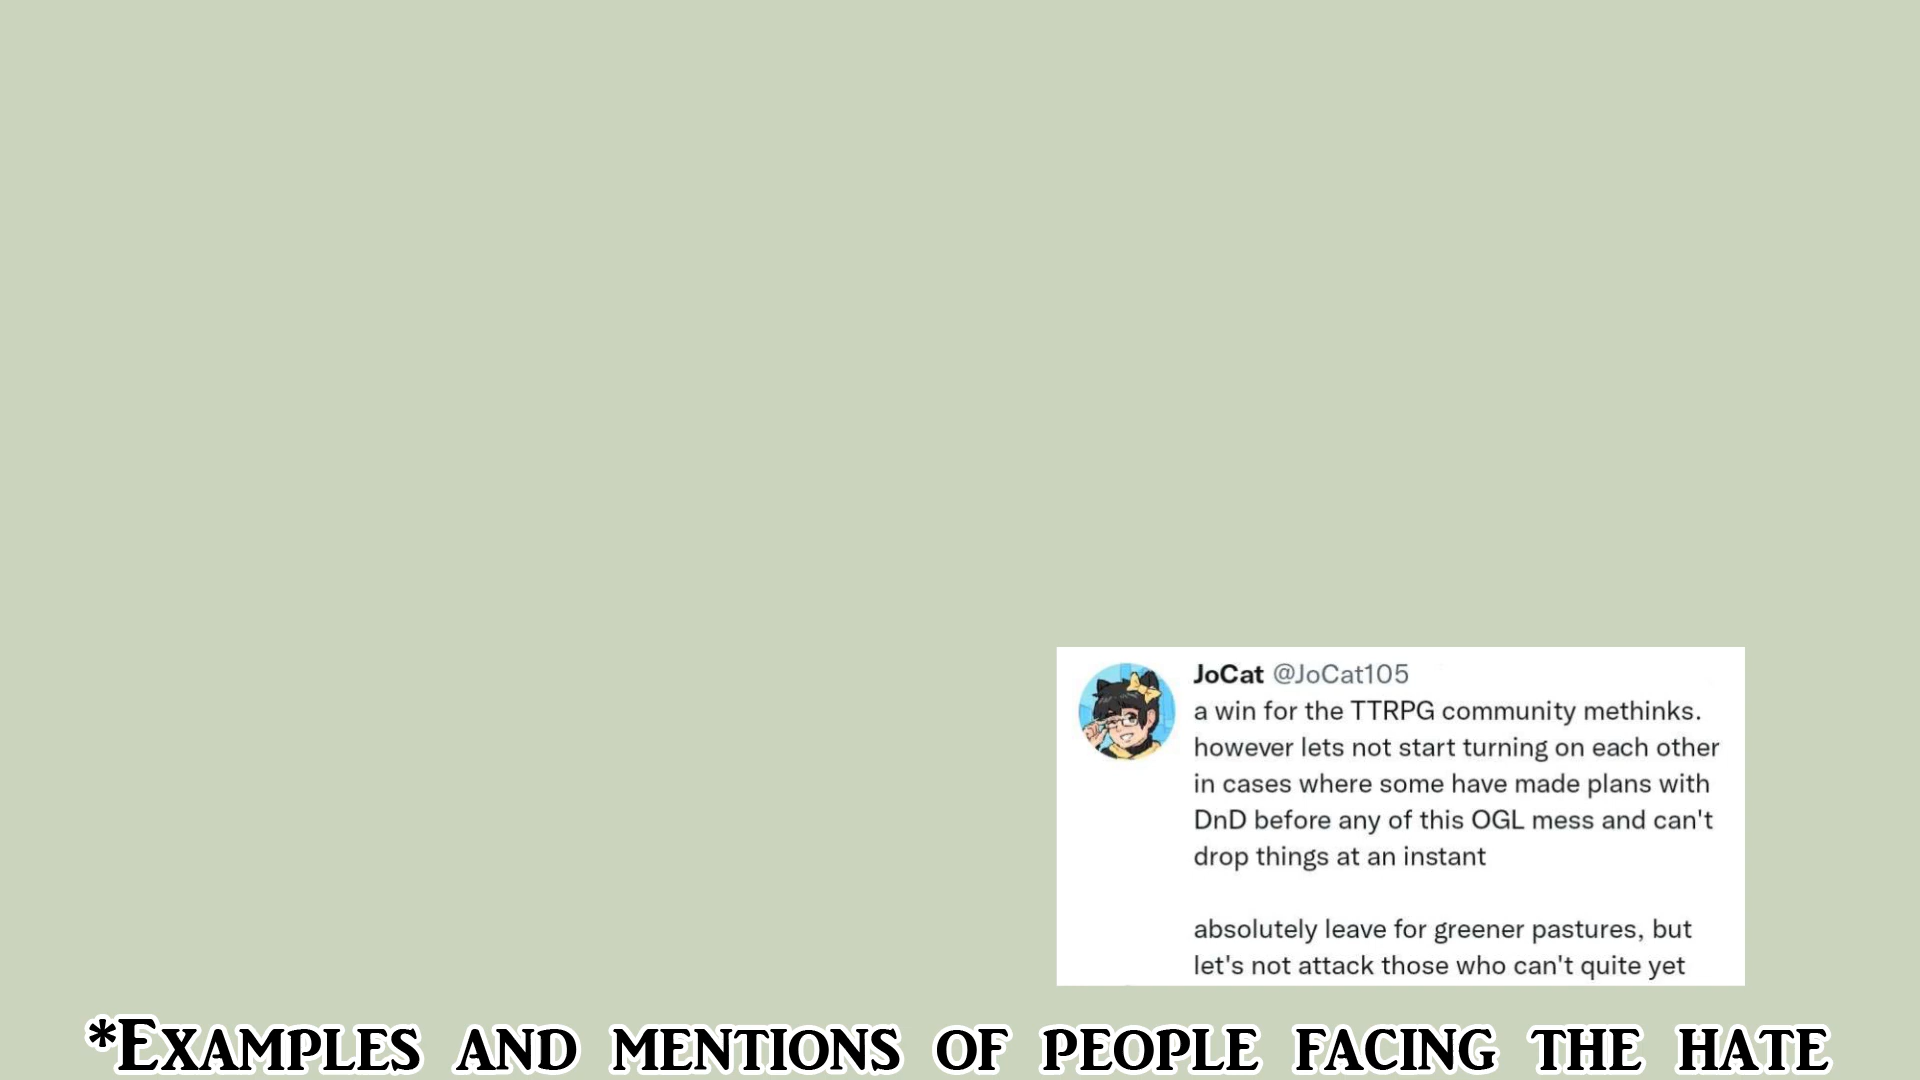 JoCat @JoCat105
a win for the TTRPG community methinks.
however lets not start turning on each other
in cases where some have made plans with
DnD before any of this OGL mess and can't
drop things at an instant
absolutely leave for greener pastures, but
let's not attack those who can't quite yet
*Examples and mentions of people facing the hate